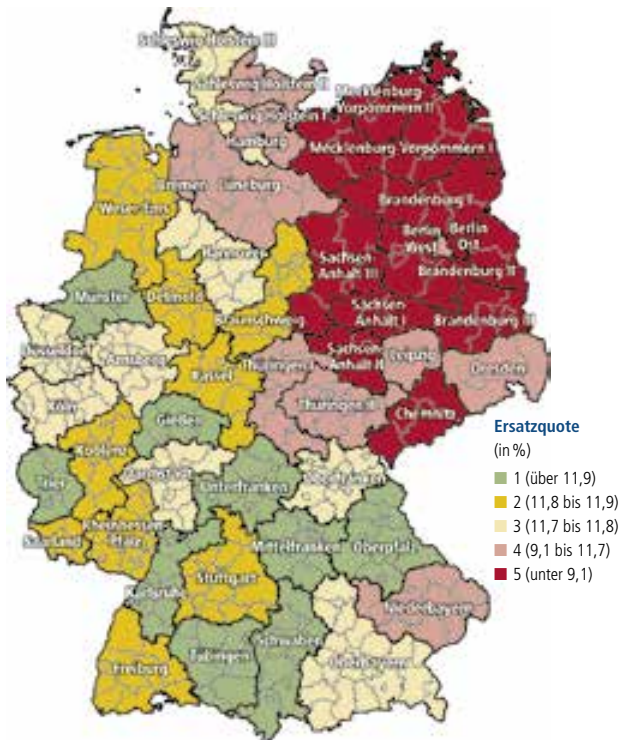 Schleswig-Holstein III
Schleswig-Holstein II
Mecklenburg-
Vorpommern II
Schleswig-Holstein I
Hamburg
Mecklenburg-Vorpommern I
Bremen
Lüneburg
Weser-Ems
Brandenburg I
Berlin
West
Berlin
Ost
Hannover
Sachsen-
Anhalt III
Brandenburg II
Münster
Detmold
Braunschweig
Sachsen-
Anhalt I
Brandenburg III
Düsseldorf
Arnsberg
Kassel
Thüringen I
Sachsen-
Anhalt II
Leipzig
Dresden
Köln
Thüringen II
Chemnitz
Gießen
Koblenz
Trier
Darmstadt
Unterfranken
Oberfranken
Saarland
Rheinhessen-
Pfalz
Mittelfranken
Oberpfalz
Karlsruhe
Stuttgart
Niederbayern
Freiburg
Tübingen
Schwaben
Oberbayern
Ersatzquote
(in %)
1 (über 11,9)
2 (11,8 bis 11,9)
3 (11,7 bis 11,8)
4 (9,1 bis 11,7)
5 (unter 9,1)